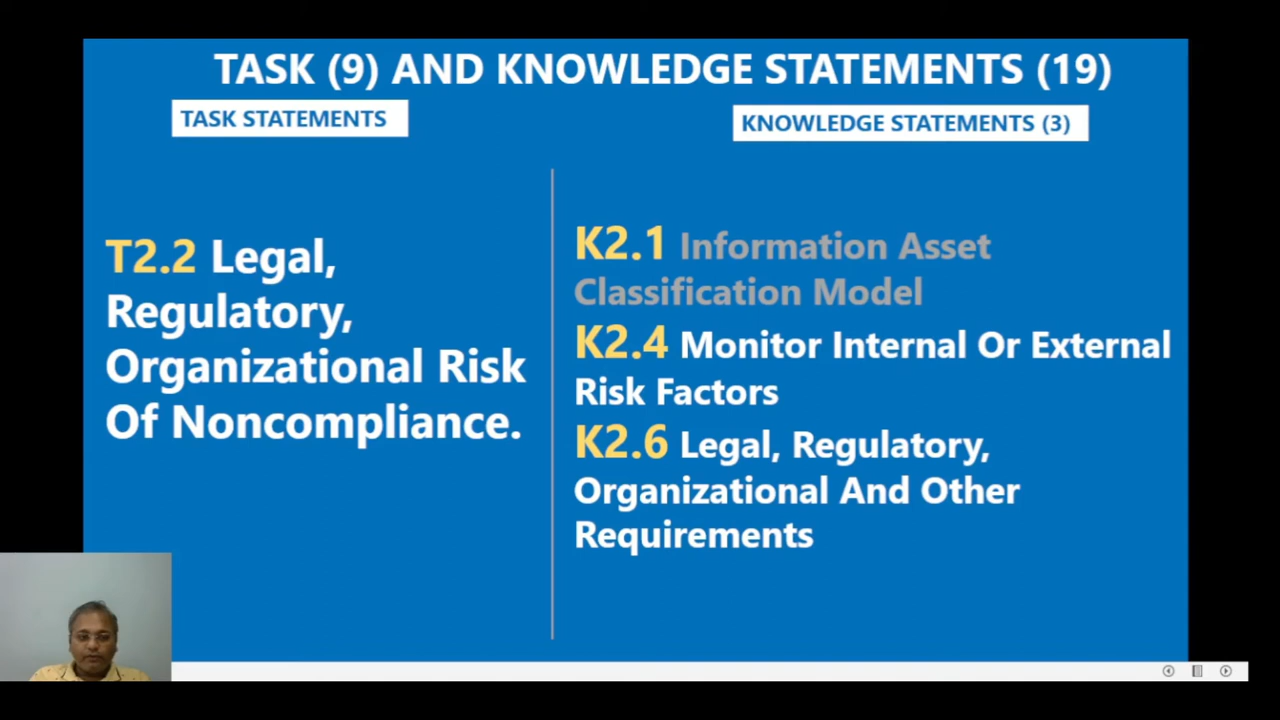 TASK (9) AND KNOWLEDGE STATEMENTS (19)
TASK STATEMENTS
KNOWLEDGE STATEMENTS (3)
T2.2 Legal,
Regulatory,
Organizational Risk
Of Noncompliance.
K2.1 Information Asset
Classification Model
K2.4 Monitor Internal Or External
Risk Factors
K2.6 Legal, Regulatory,
Organizational And Other
Requirements